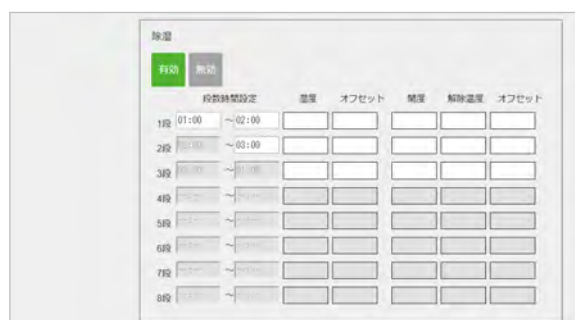 除湿
有効 無効
段数時間設定 温度 オフセット 開度 解除温度 オフセット
1段 01:00 ～ 02:00
2段 ～ 03:00
3段 ～
4段 ～
5段 ～
6段 ～
7段 ～
8段 ～